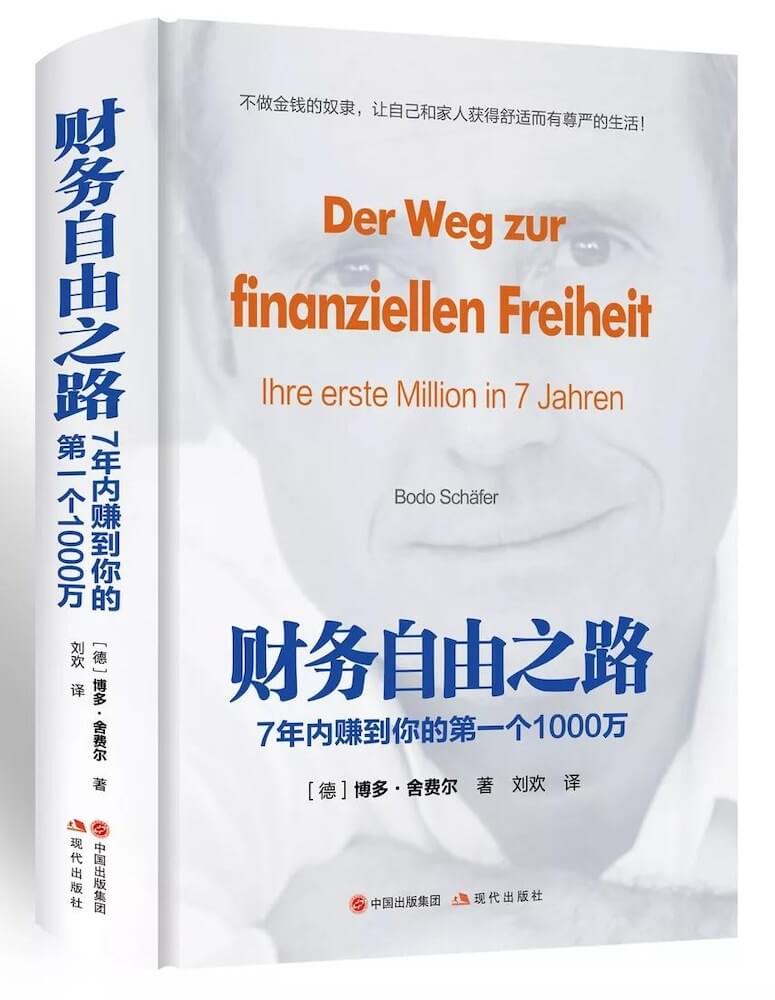 不做金钱的奴隶，让自己和家人获得舒适而有尊严的生活！
Der Weg zur
finanziellen Freiheit
Ihre erste Million in 7 Jahren
Bodo Schäfer
财务自由之路
7年内赚到你的第一个1000万
［德］博多·舍费尔 著 刘欢 译
中国出版集团 现代出版社
财务自由之路
7年内赚到你的
第一个1000万
［德］博多·舍费尔 著
刘欢 译
中国出版集团
现代出版社